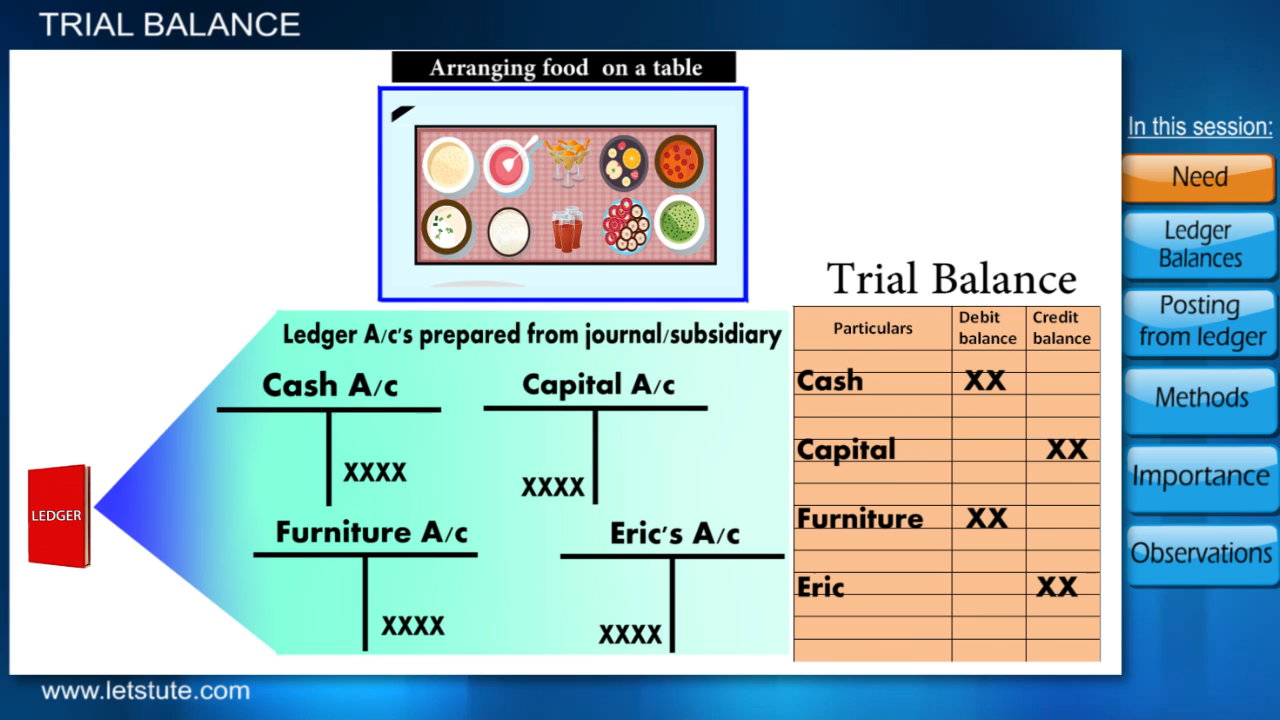 TRIAL BALANCE
Arranging food on a table
In this session:
Need
Ledger
Balances
Posting
from ledger
Methods
Importance
Observations
Ledger A/c's prepared from journal/subsidiary
Cash A/c
XXXX
Capital A/c
XXXX
Furniture A/c
XXXX
Eric's A/c
XXXX
LEDGER
Trial Balance
Particulars
Debit
balance
Credit
balance
Cash XX
Capital XX
Furniture XX
Eric XX
www.letstute.com